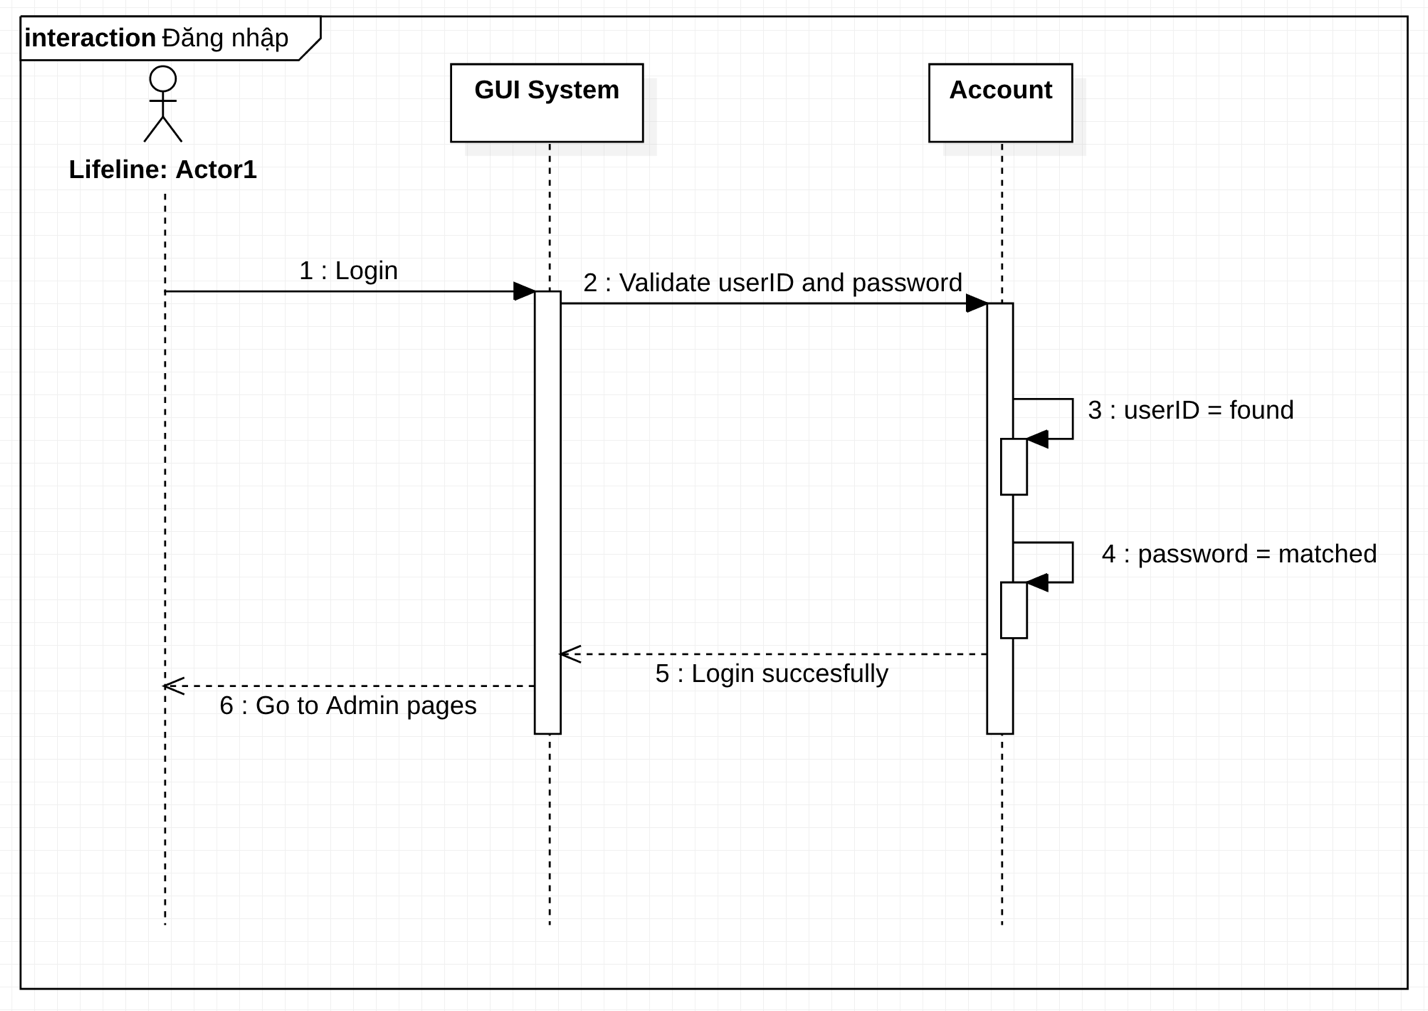 interaction Đăng nhập
GUI System
Account
Lifeline: Actor1
1 : Login
2 : Validate userID and password
3 : userID = found
4 : password = matched
5 : Login succesfully
6 : Go to Admin pages